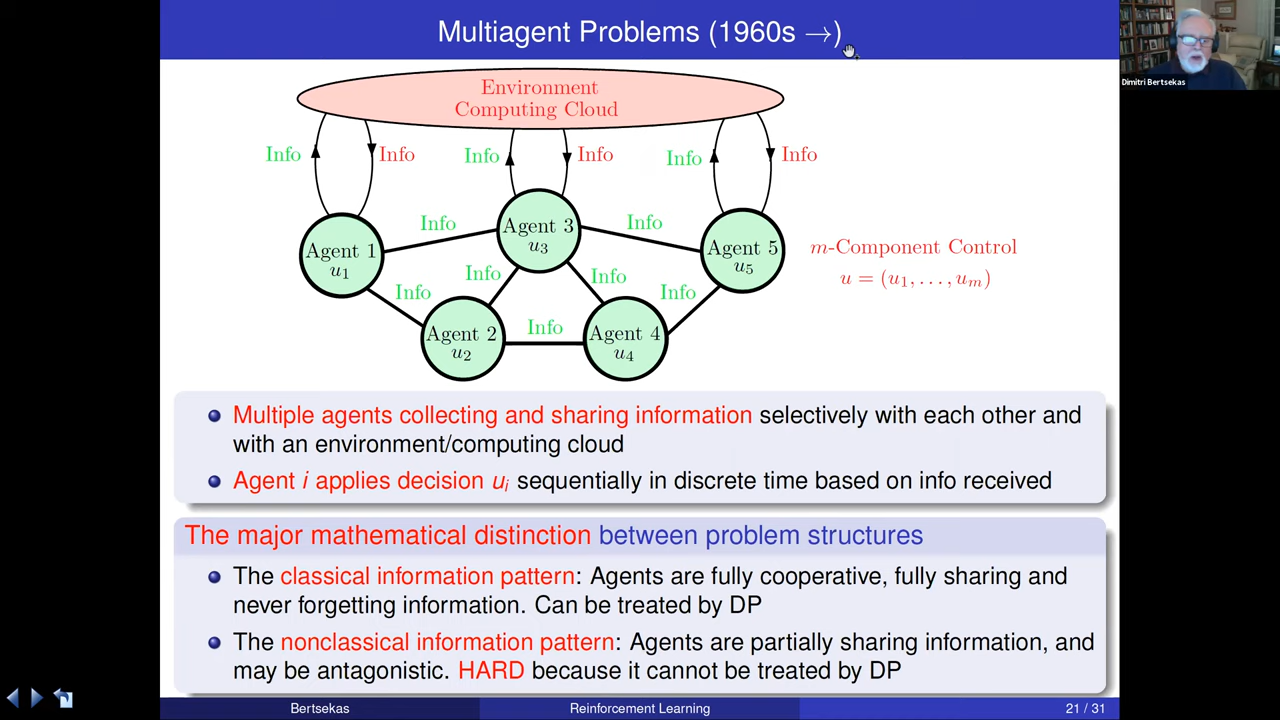 Multiagent Problems (1960s →)
Dimitri Bertsekas
Environment
Computing Cloud
Info Info Info Info Info Info
Info Info
Agent 1
u1
Agent 3
u3
Agent 5
u5
m-Component Control
u = (u1, . . . , um)
Info Info Info Info
Info
Agent 2
u2
Agent 4
u4
Multiple agents collecting and sharing information selectively with each other and
with an environment/computing cloud
Agent i applies decision ui sequentially in discrete time based on info received
The major mathematical distinction between problem structures
The classical information pattern: Agents are fully cooperative, fully sharing and
never forgetting information. Can be treated by DP
The nonclassical information pattern: Agents are partially sharing information, and
may be antagonistic. HARD because it cannot be treated by DP
Bertsekas Reinforcement Learning 21 / 31